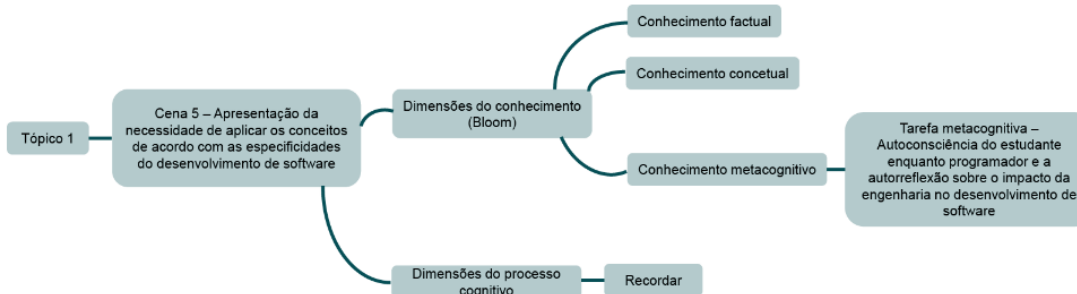 Tópico 1
Cena 5 – Apresentação da
necessidade de aplicar os conceitos
de acordo com as especificidades
do desenvolvimento de software
Dimensões do conhecimento
(Bloom)
Conhecimento factual
Conhecimento concetual
Conhecimento metacognitivo
Tarefa metacognitiva –
Autoconsciência do estudante
enquanto programador e a
autorreflexão sobre o impacto da
engenharia no desenvolvimento de
software
Dimensões do processo
cognitivo
Recordar